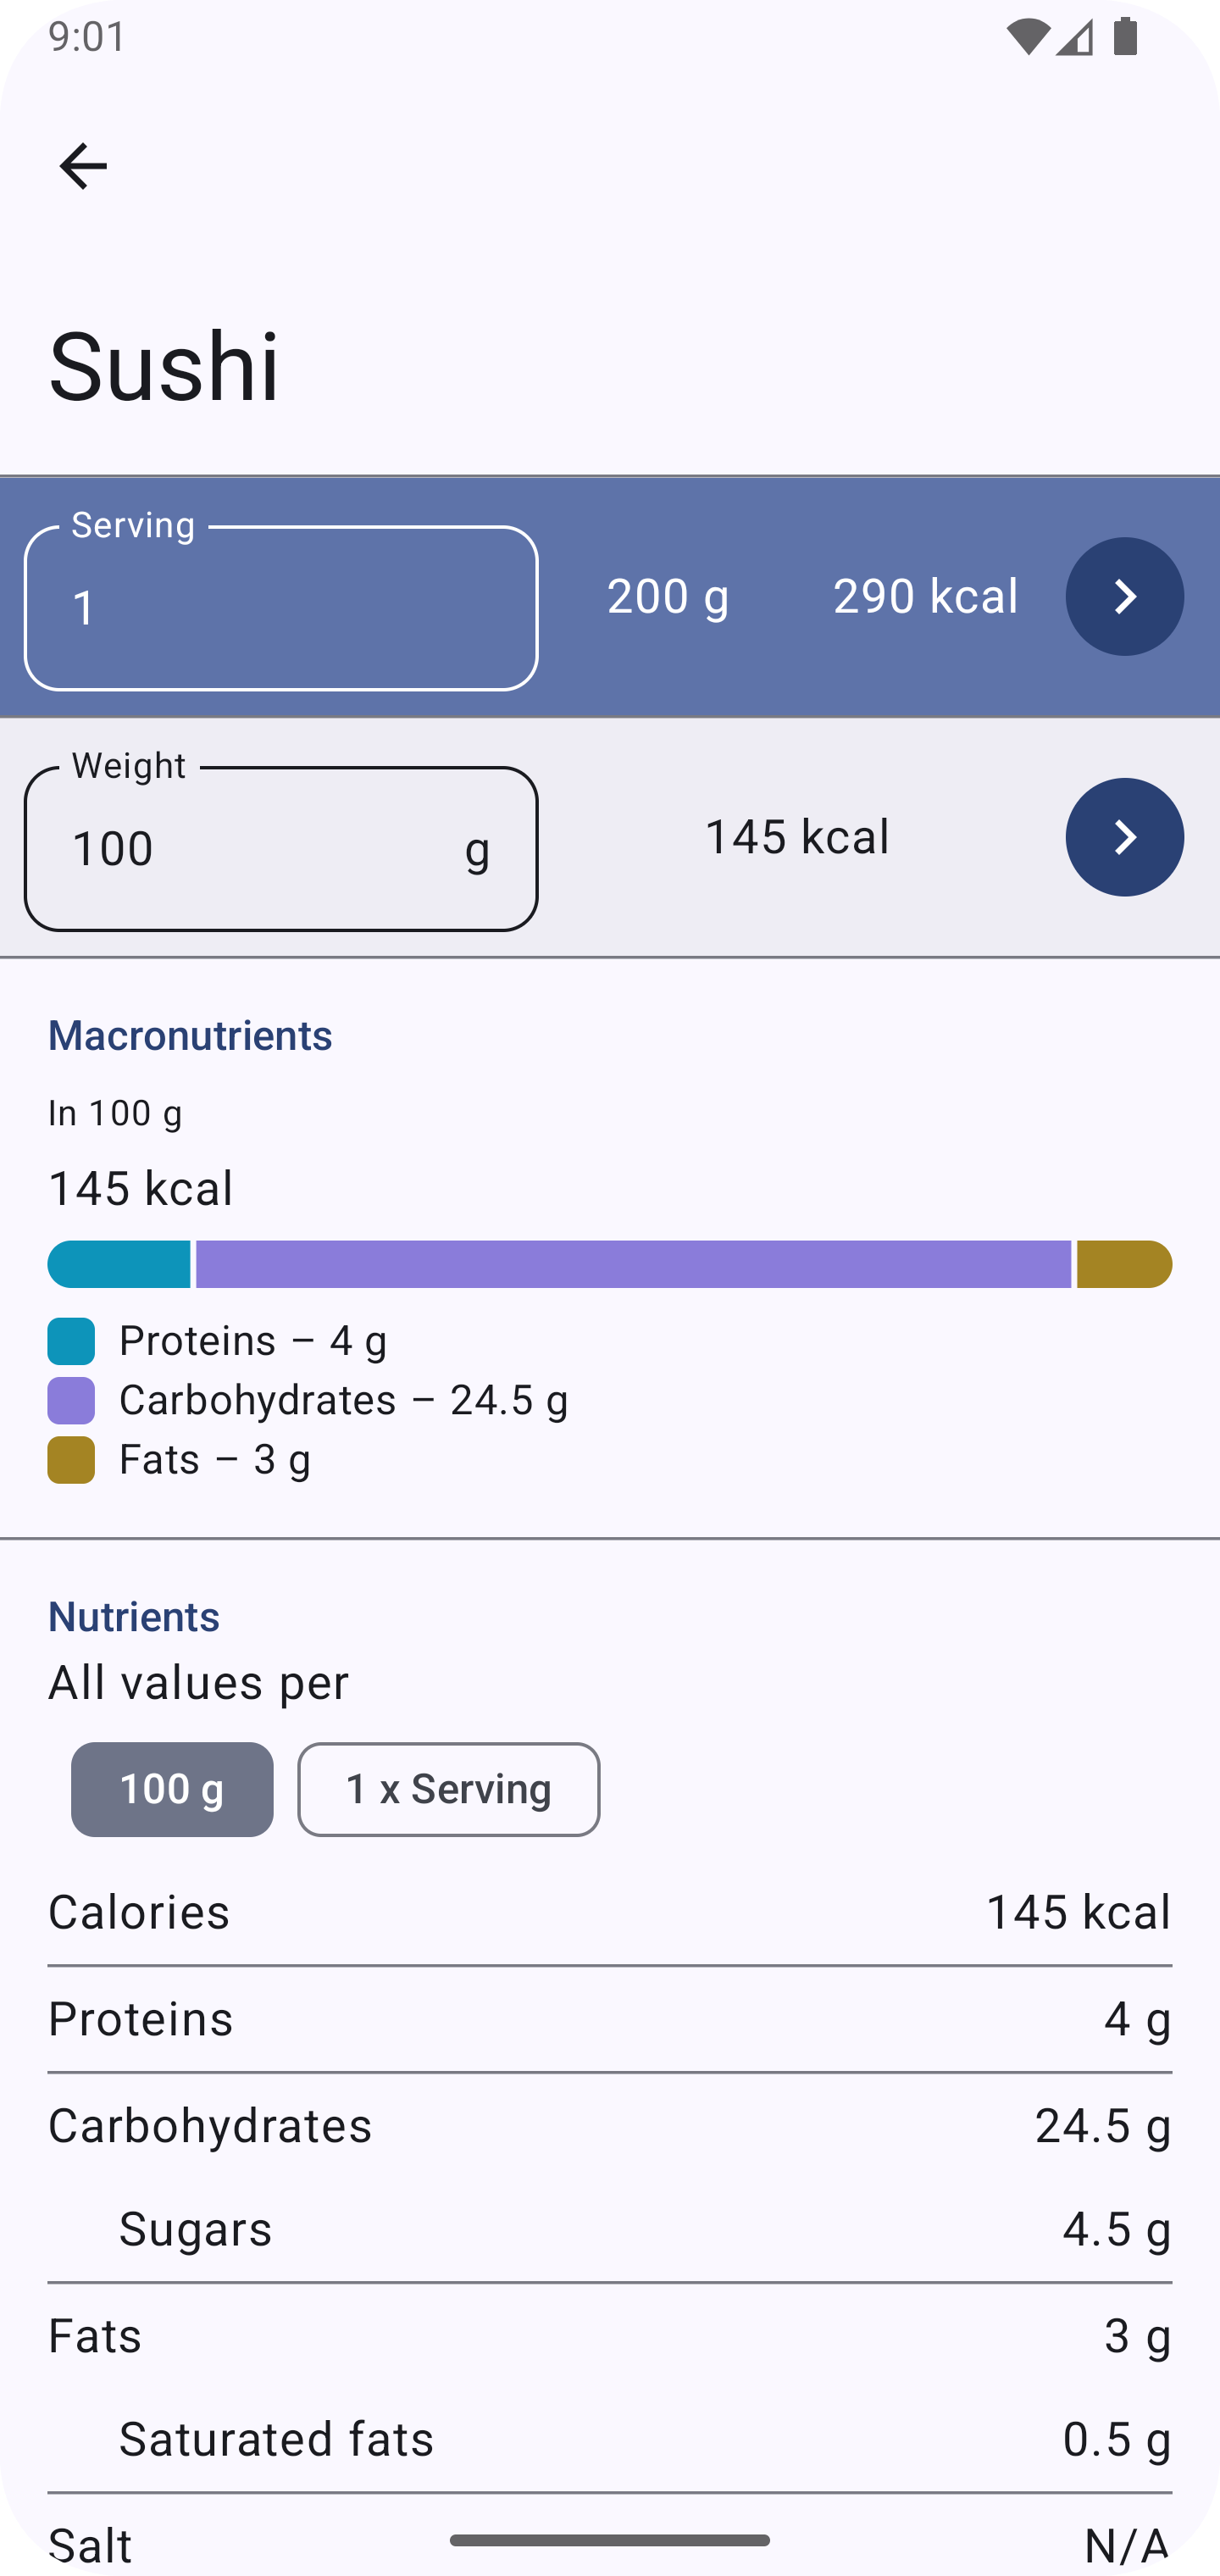 9:01
Sushi
Serving
1 200 g 290 kcal
Weight
100 g 145 kcal
Macronutrients
In 100 g
145 kcal
Proteins – 4 g
Carbohydrates – 24.5 g
Fats – 3 g
Nutrients
All values per
100 g 1 x Serving
Calories 145 kcal
Proteins 4 g
Carbohydrates 24.5 g
Sugars 4.5 g
Fats 3 g
Saturated fats 0.5 g
Salt N/A